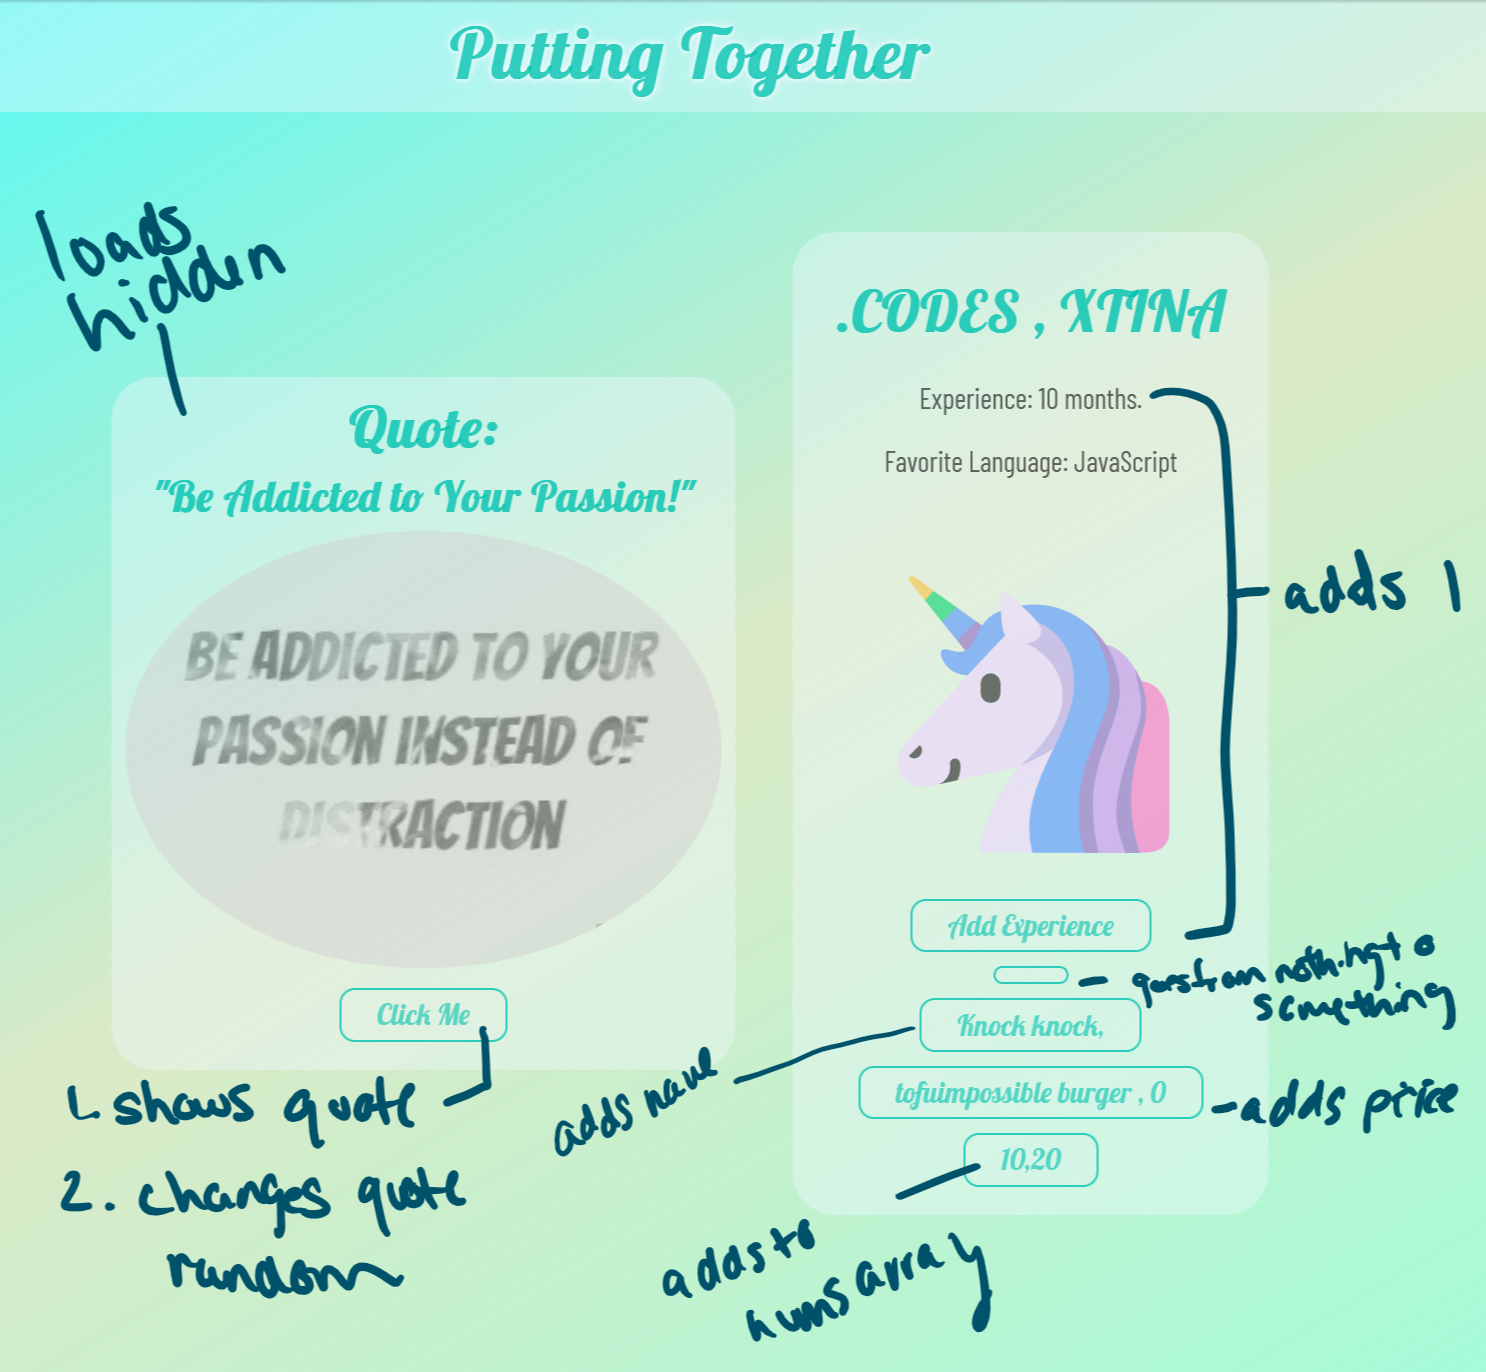 Putting Together
loads
hidden
Quote:
"Be Addicted to Your Passion!"
BE ADDICTED TO YOUR
PASSION INSTEAD OF
DISTRACTION
Click Me
1. shows quote
2. changes quote
random
.CODES , XTINA
Experience: 10 months.
Favorite Language: JavaScript
adds 1
Add Experience
goes from nothing to
something
Knock knock,
adds name
tofuimpossible burger , 0
adds price
10,20
adds to
nums array